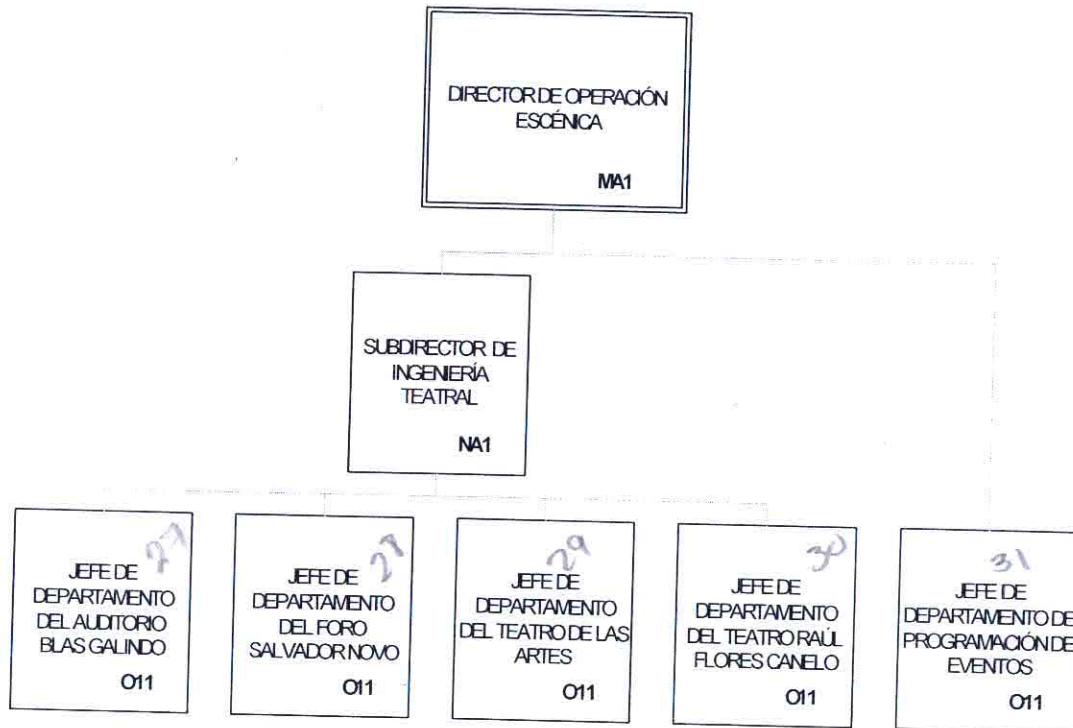 DIRECTOR DE OPERACIÓN
ESCÉNICA
MA1
SUBDIRECTOR DE
INGENIERÍA
TEATRAL
NA1
27
JEFE DE
DEPARTAMENTO
DEL AUDITORIO
BLAS GALINDO
O11
28
JEFE DE
DEPARTAMENTO
DEL FORO
SALVADOR NOVO
O11
29
JEFE DE
DEPARTAMENTO
DEL TEATRO DE LAS
ARTES
O11
30
JEFE DE
DEPARTAMENTO
DEL TEATRO RAÚL
FLORES CANELO
O11
31
JEFE DE
DEPARTAMENTO DE
PROGRAMACIÓN DE
EVENTOS
O11